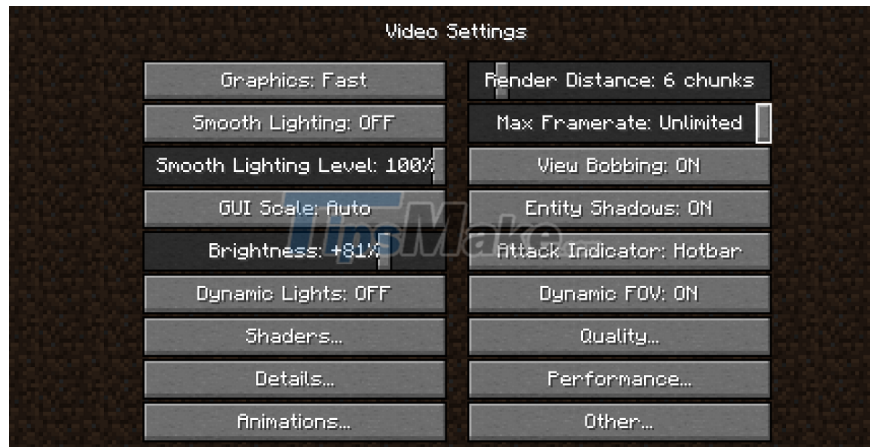 Video Settings
Graphics: Fast
Render Distance: 6 chunks
Smooth Lighting: OFF
Max Framerate: Unlimited
Smooth Lighting Level: 100%
View Bobbing: ON
GUI Scale: Auto
Entity Shadows: ON
TipsMake.com
Brightness: +81%
Attack Indicator: Hotbar
Dynamic Lights: OFF
Dynamic FOV: ON
Shaders...
Quality...
Details...
Performance...
Animations...
Other...